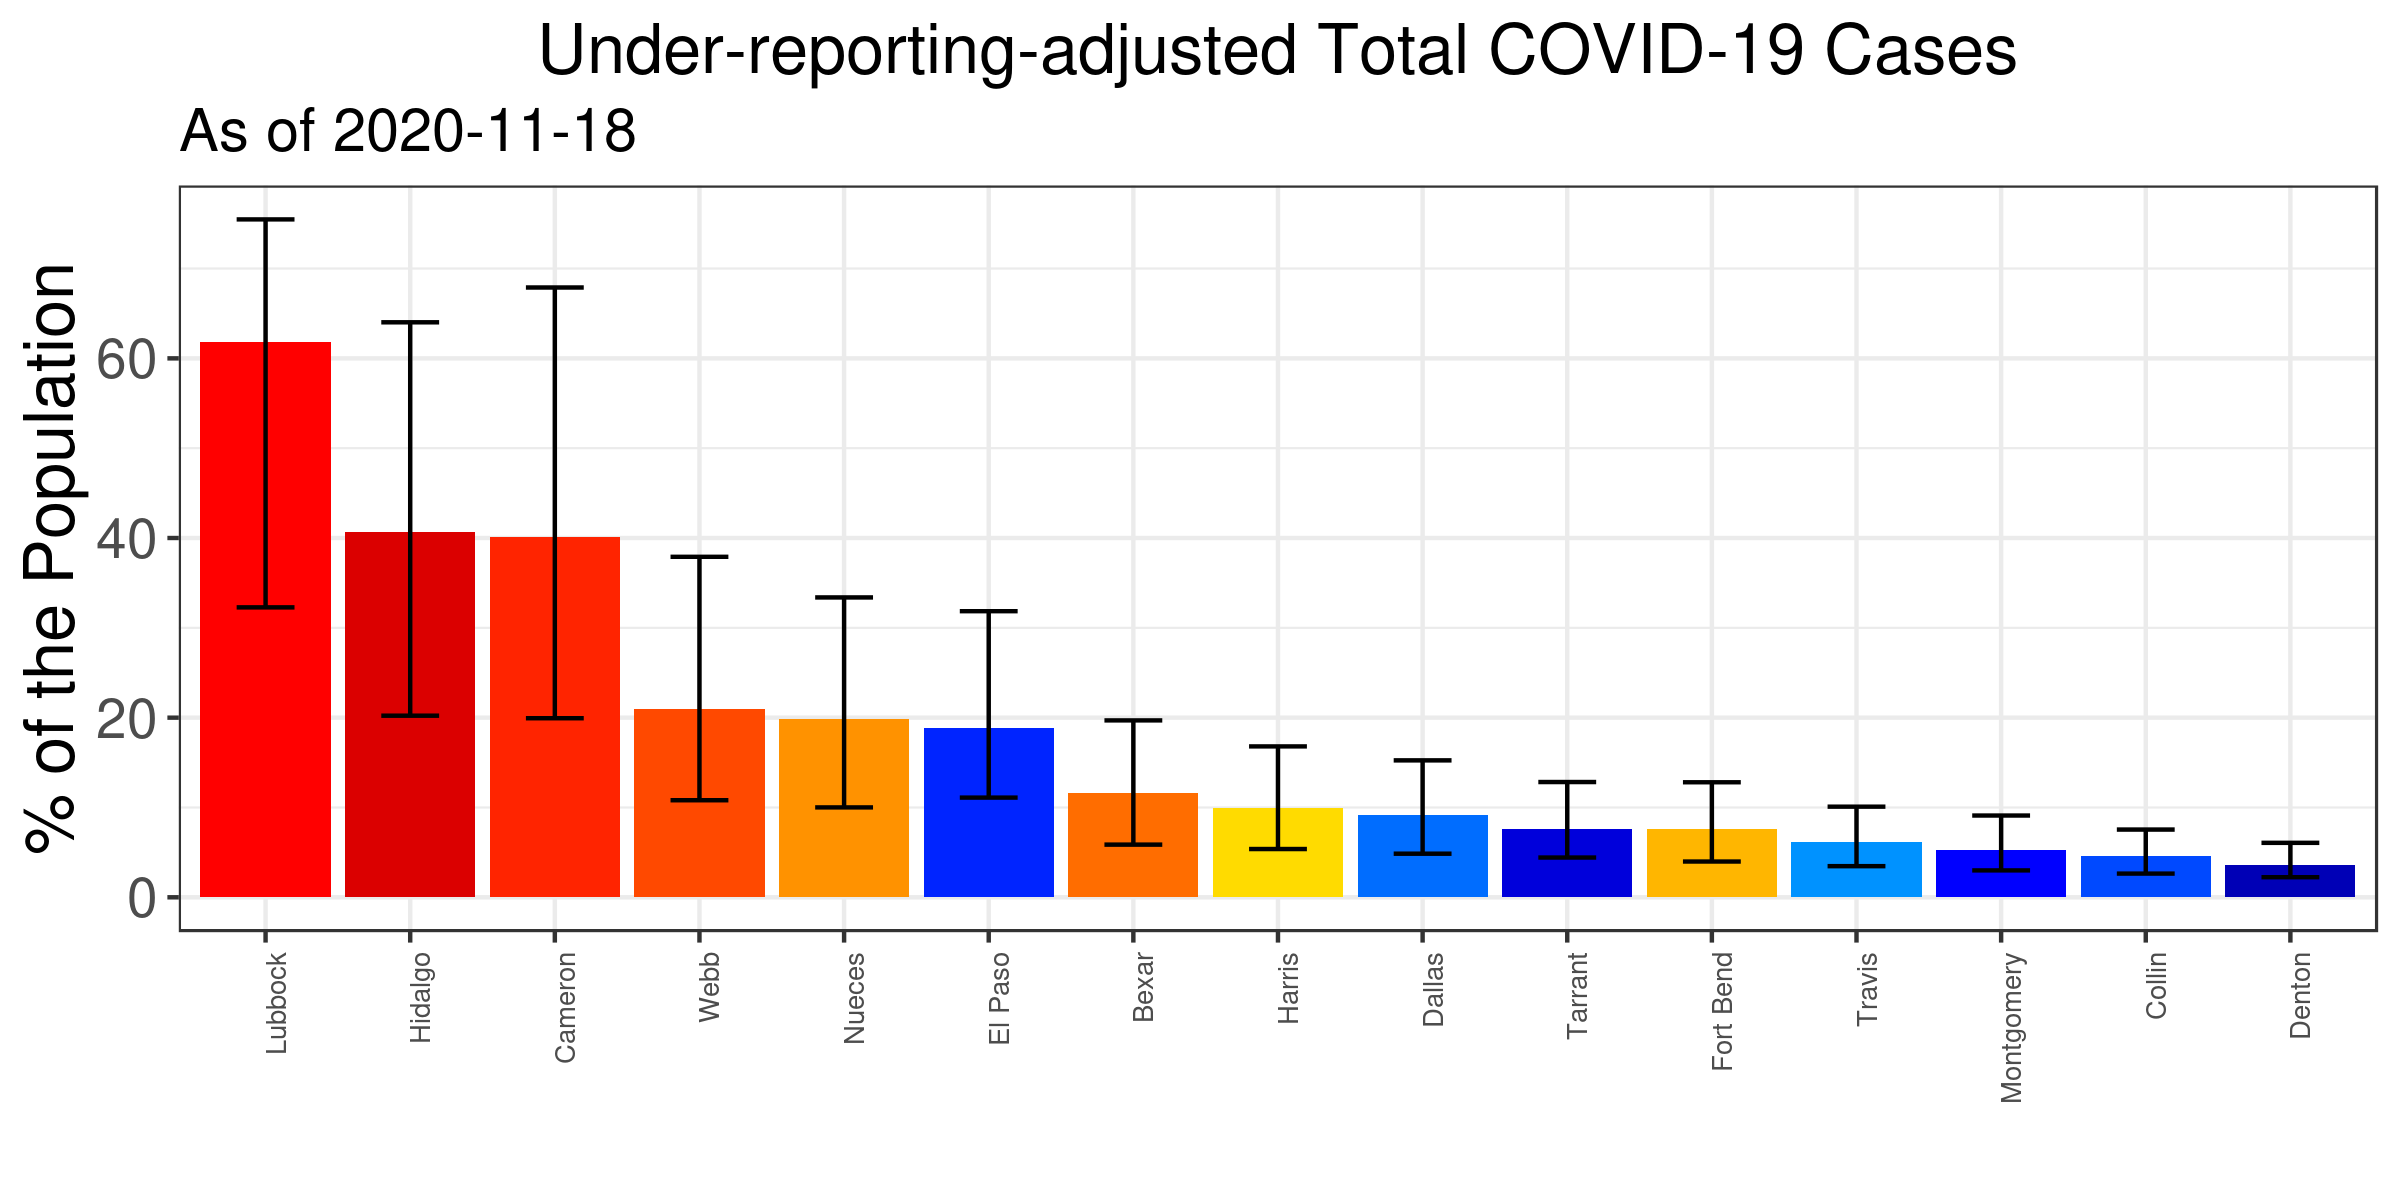 Under-reporting-adjusted Total COVID-19 Cases
As of 2020-11-18
% of the Population
60
40
20
0
Lubbock
Hidalgo
Cameron
Webb
Nueces
El Paso
Bexar
Harris
Dallas
Tarrant
Fort Bend
Travis
Montgomery
Collin
Denton